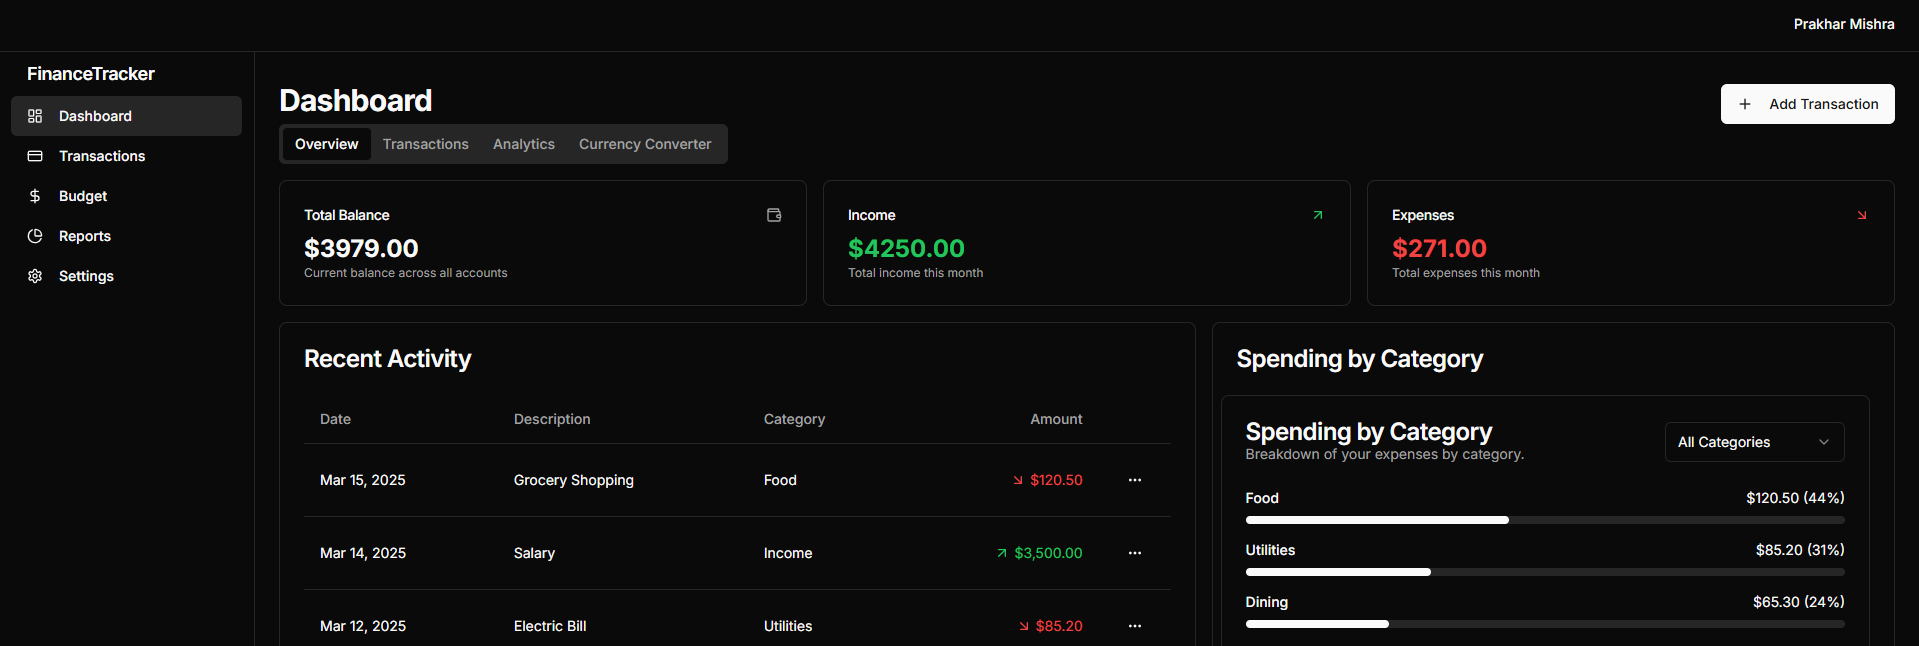 Prakhar Mishra
FinanceTracker
Dashboard
Transactions
Budget
Reports
Settings
Dashboard
Add Transaction
Overview Transactions Analytics Currency Converter
Total Balance
$3979.00
Current balance across all accounts
Income
$4250.00
Total income this month
Expenses
$271.00
Total expenses this month
Recent Activity
Date Description Category Amount
Mar 15, 2025 Grocery Shopping Food $120.50
Mar 14, 2025 Salary Income $3,500.00
Mar 12, 2025 Electric Bill Utilities $85.20
Spending by Category
Spending by Category
Breakdown of your expenses by category.
All Categories
Food $120.50 (44%)
Utilities $85.20 (31%)
Dining $65.30 (24%)